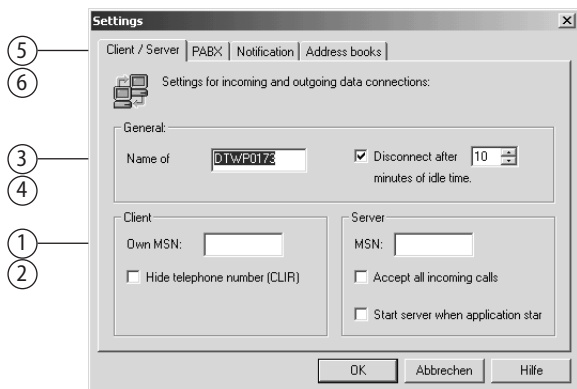 Settings
5 Client / Server PABX Notification Address books
6 Settings for incoming and outgoing data connections:
General:
3 Name of DTWP0173 Disconnect after 10
4 minutes of idle time.
Client Server
1 Own MSN: MSN:
2 Hide telephone number (CLIR) Accept all incoming calls
Start server when application star
OK Abbrechen Hilfe